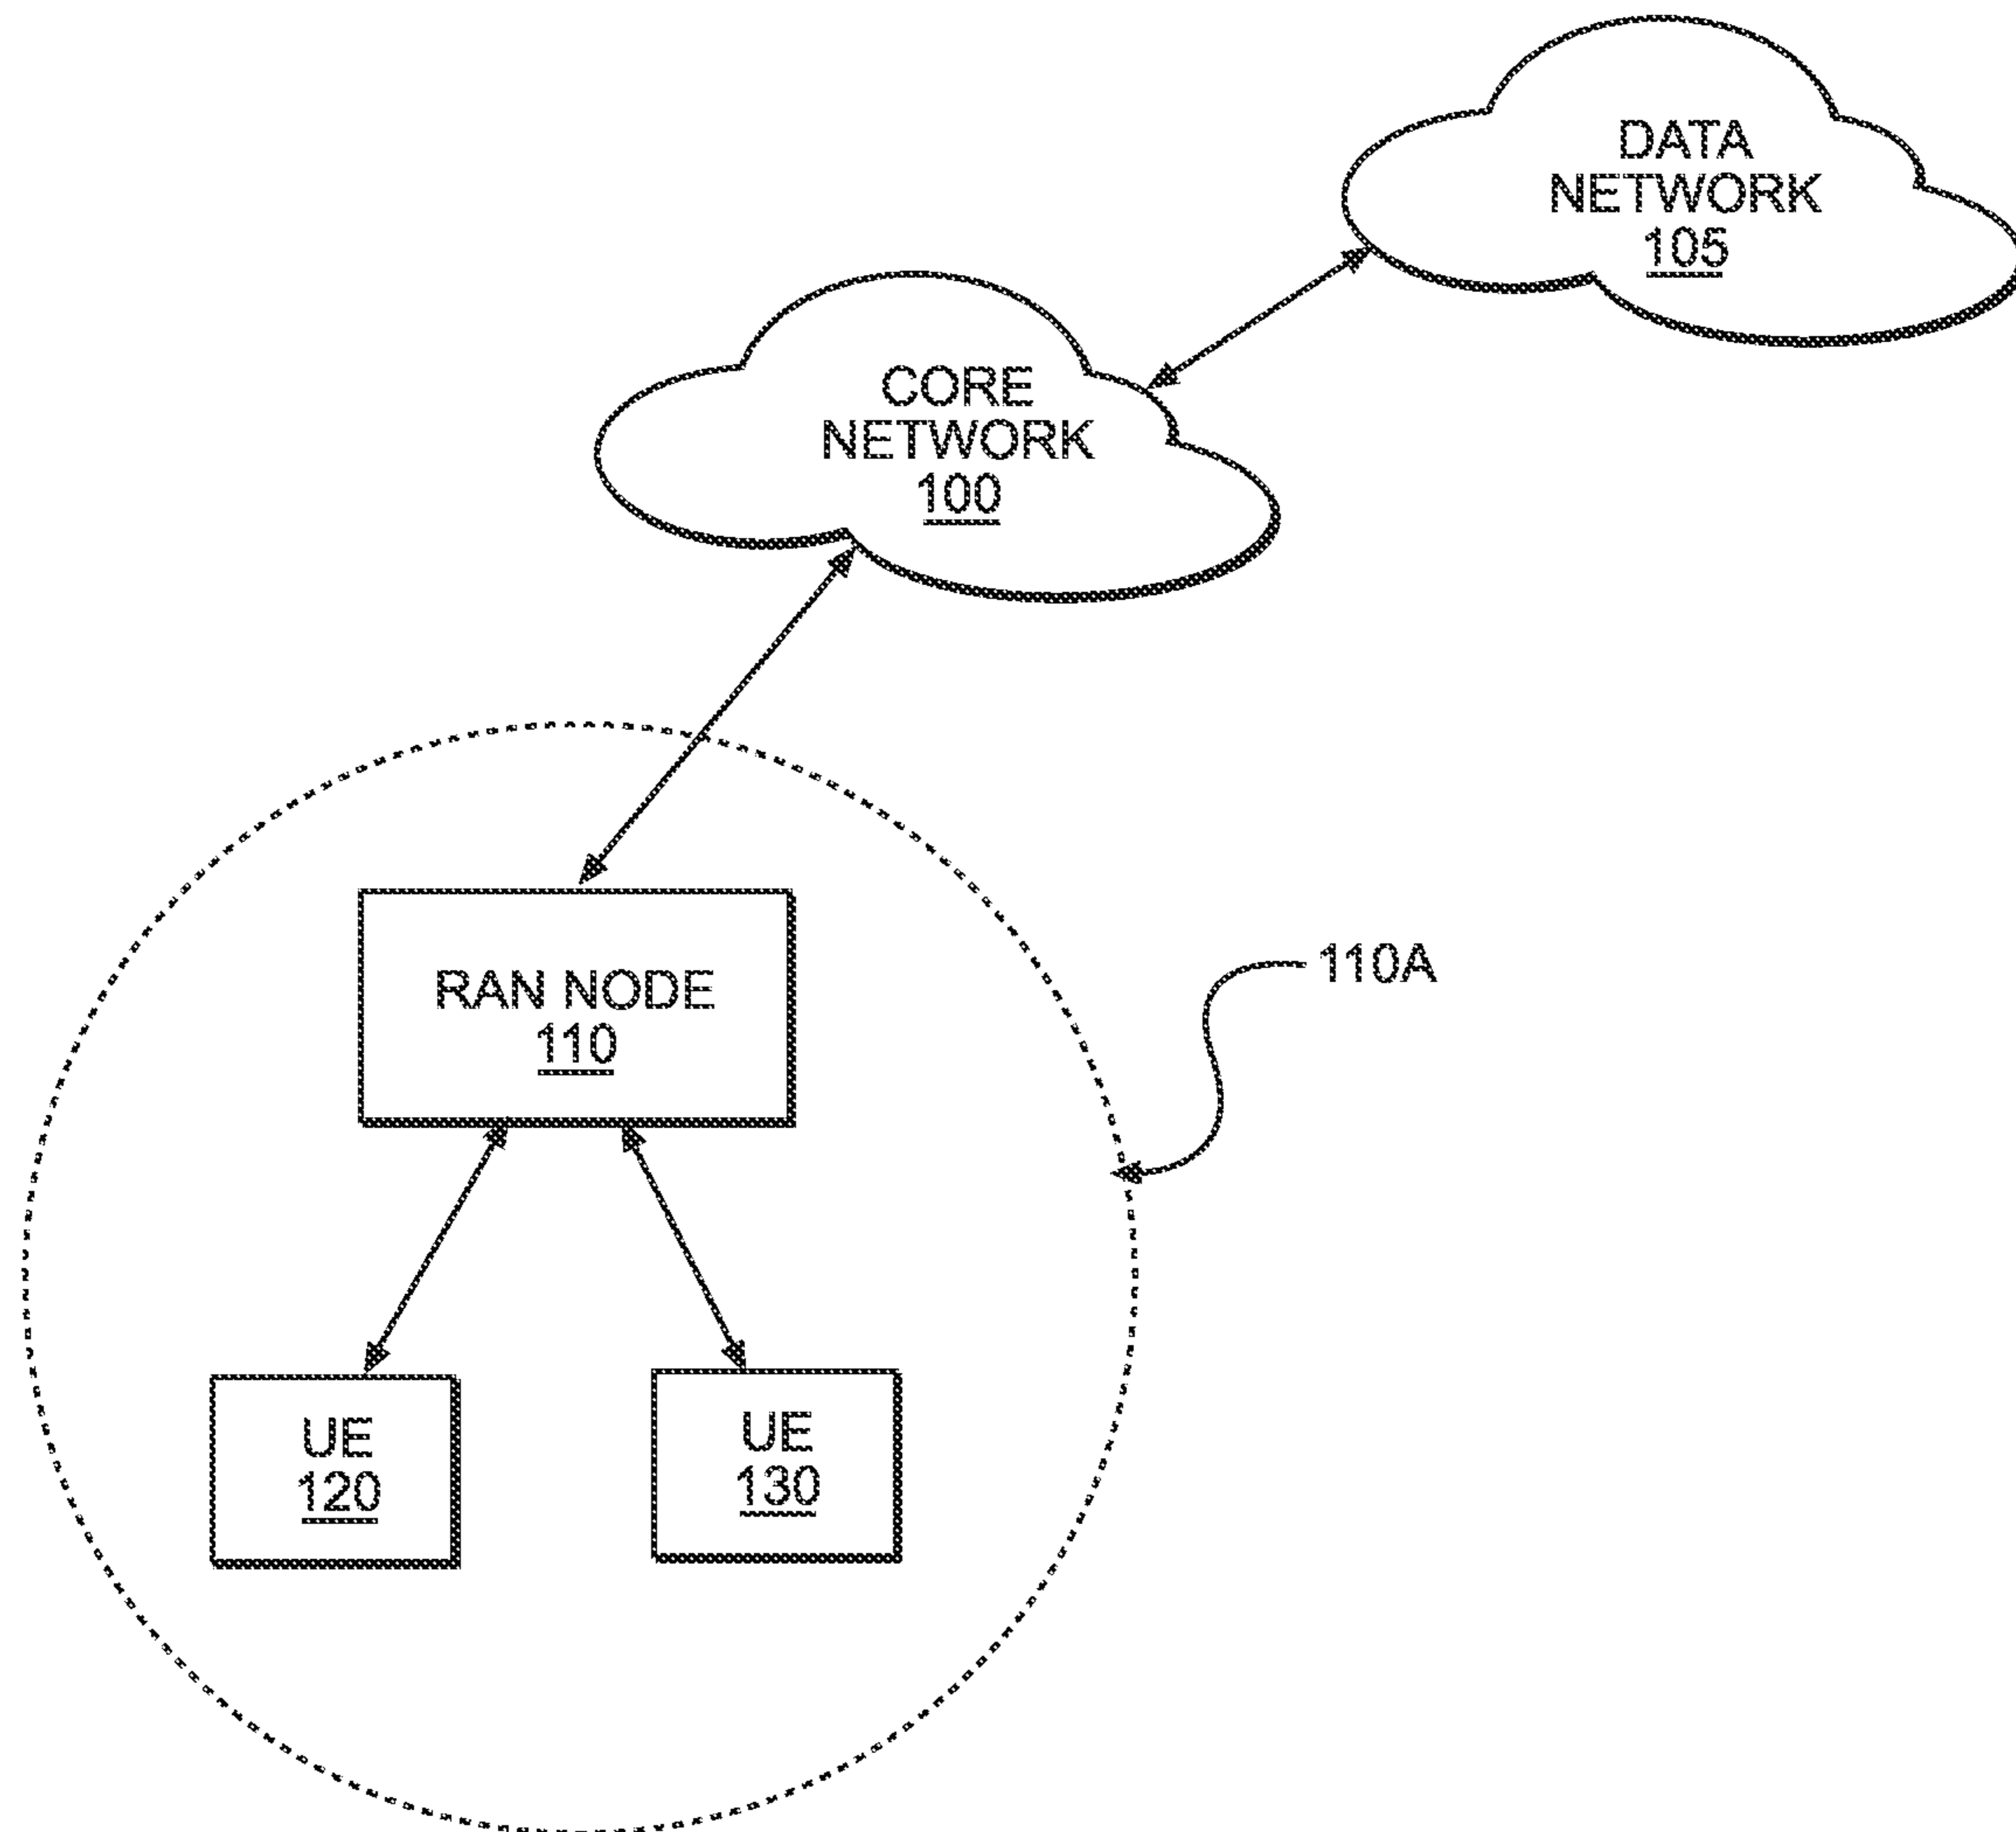 DATA
NETWORK
105
CORE
NETWORK
100
RAN NODE
110
110A
UE
120
UE
130